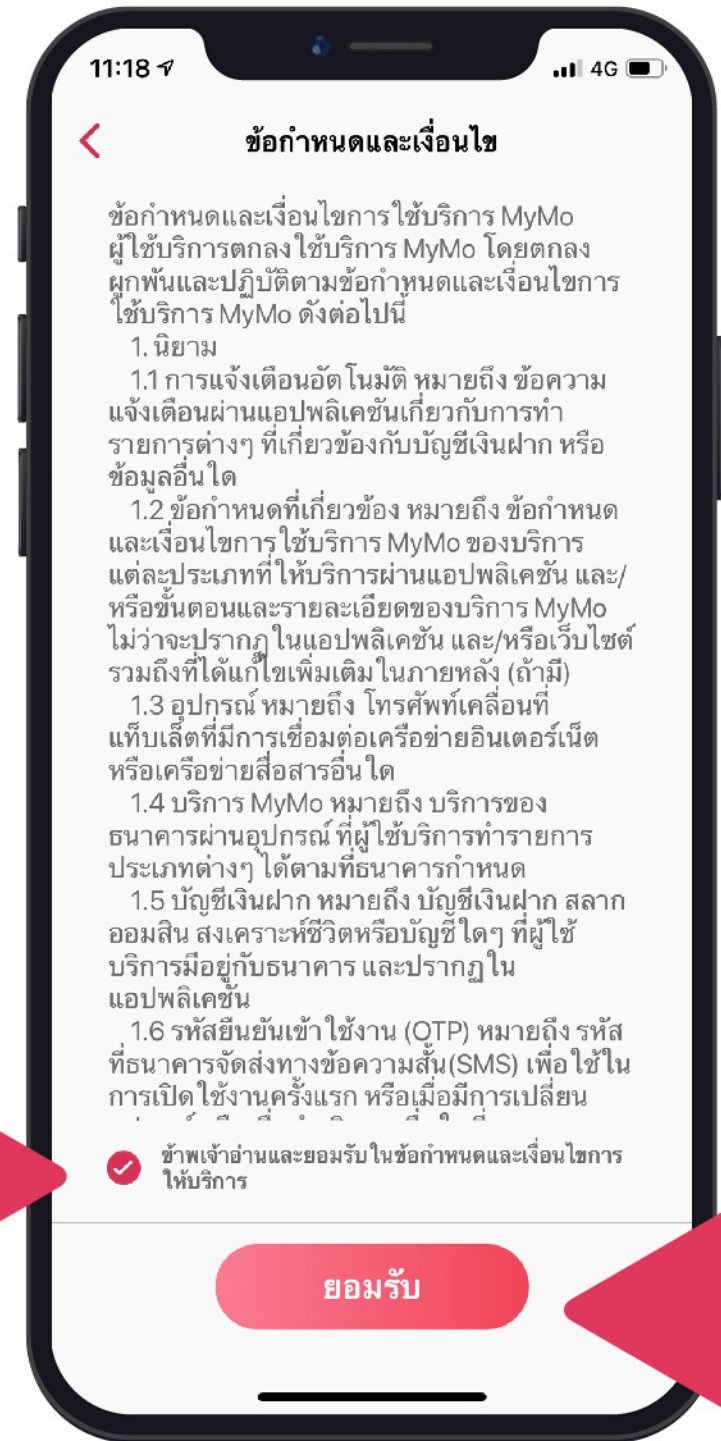 11:18
4G
ข้อกำหนดและเงื่อนไข
ข้อกำหนดและเงื่อนไขการใช้บริการ MyMo
ผู้ใช้บริการตกลงใช้บริการ MyMo โดยตกลง
ผูกพันและปฏิบัติตามข้อกำหนดและเงื่อนไขการ
ใช้บริการ MyMo ดังต่อไปนี้
1. นิยาม
1.1 การแจ้งเตือนอัตโนมัติ หมายถึง ข้อความ
แจ้งเตือนผ่านแอปพลิเคชันเกี่ยวกับการทำ
รายการต่างๆ ที่เกี่ยวข้องกับบัญชีเงินฝาก หรือ
ข้อมูลอื่นใด
1.2 ข้อกำหนดที่เกี่ยวข้อง หมายถึง ข้อกำหนด
และเงื่อนไขการใช้บริการ MyMo ของบริการ
แต่ละประเภทที่ให้บริการผ่านแอปพลิเคชัน และ/
หรือขั้นตอนและรายละเอียดของบริการ MyMo
ไม่ว่าจะปรากฏในแอปพลิเคชัน และ/หรือเว็บไซต์
รวมถึงที่ได้แก้ไขเพิ่มเติมในภายหลัง (ถ้ามี)
1.3 อุปกรณ์ หมายถึง โทรศัพท์เคลื่อนที่
แท็บเล็ตที่มีการเชื่อมต่อเครือข่ายอินเตอร์เน็ต
หรือเครือข่ายสื่อสารอื่นใด
1.4 บริการ MyMo หมายถึง บริการของ
ธนาคารผ่านอุปกรณ์ ที่ผู้ใช้บริการทำรายการ
ประเภทต่างๆ ได้ตามที่ธนาคารกำหนด
1.5 บัญชีเงินฝาก หมายถึง บัญชีเงินฝาก สลาก
ออมสิน สงเคราะห์ชีวิตหรือบัญชีใดๆ ที่ผู้ใช้
บริการมีอยู่กับธนาคาร และปรากฏใน
แอปพลิเคชัน
1.6 รหัสยืนยันเข้าใช้งาน (OTP) หมายถึง รหัส
ที่ธนาคารจัดส่งทางข้อความสั้น(SMS) เพื่อใช้ใน
การเปิดใช้งานครั้งแรก หรือเมื่อมีการเปลี่ยน
ข้าพเจ้าอ่านและยอมรับในข้อกำหนดและเงื่อนไขการ
ให้บริการ
ยอมรับ